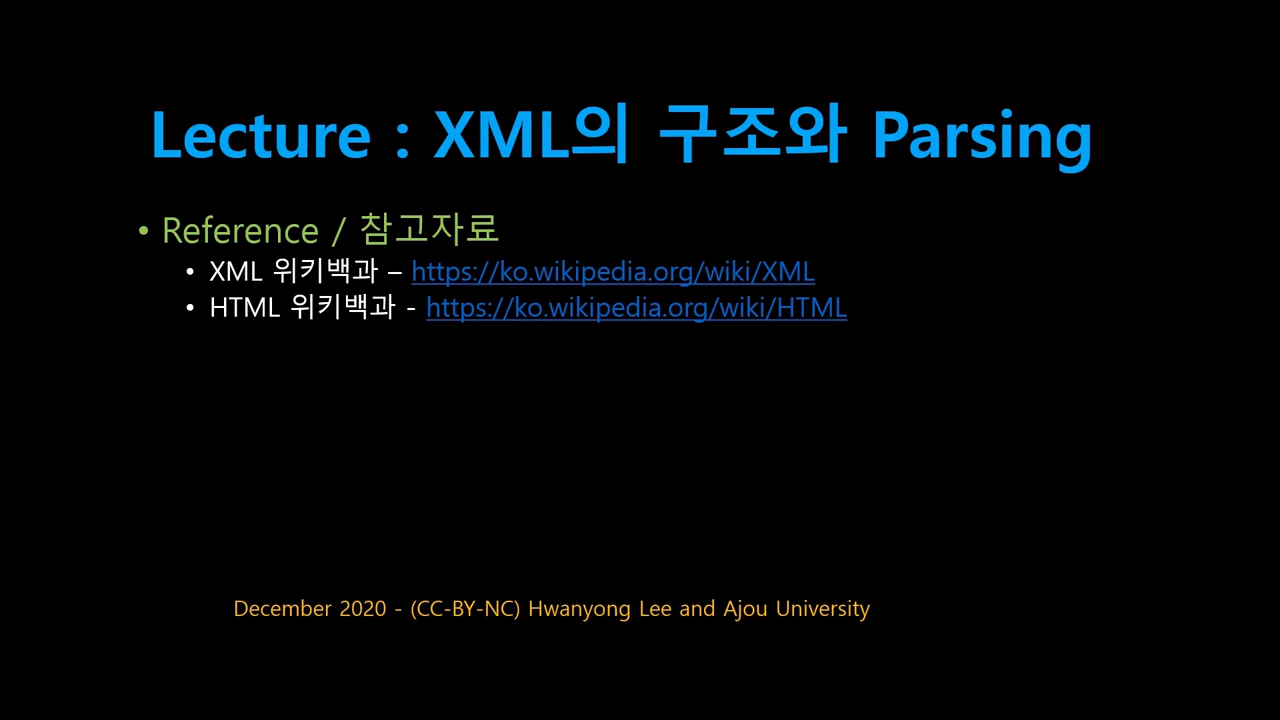 Lecture : XML의 구조와 Parsing
• Reference / 참고자료
• XML 위키백과 – https://ko.wikipedia.org/wiki/XML
• HTML 위키백과 - https://ko.wikipedia.org/wiki/HTML
December 2020 - (CC-BY-NC) Hwanyong Lee and Ajou University